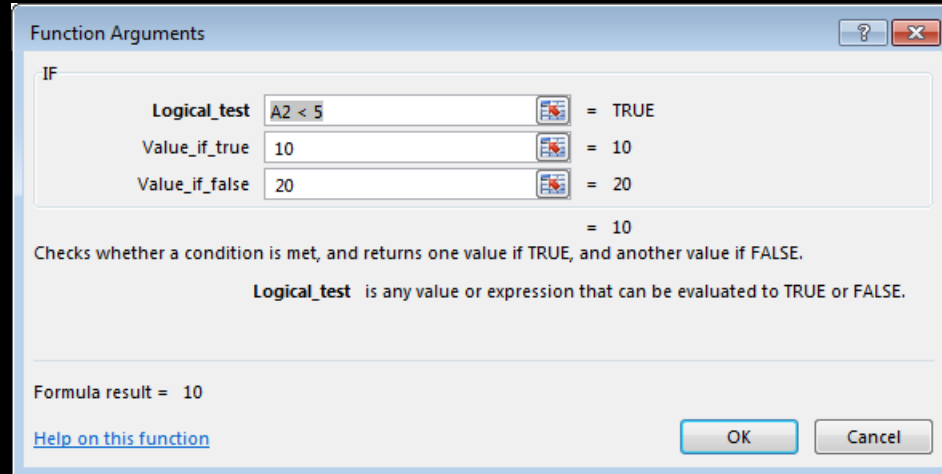 Function Arguments
IF
Logical_test A2 < 5 = TRUE
Value_if_true 10 = 10
Value_if_false 20 = 20
= 10
Checks whether a condition is met, and returns one value if TRUE, and another value if FALSE.
Logical_test is any value or expression that can be evaluated to TRUE or FALSE.
Formula result = 10
Help on this function OK Cancel